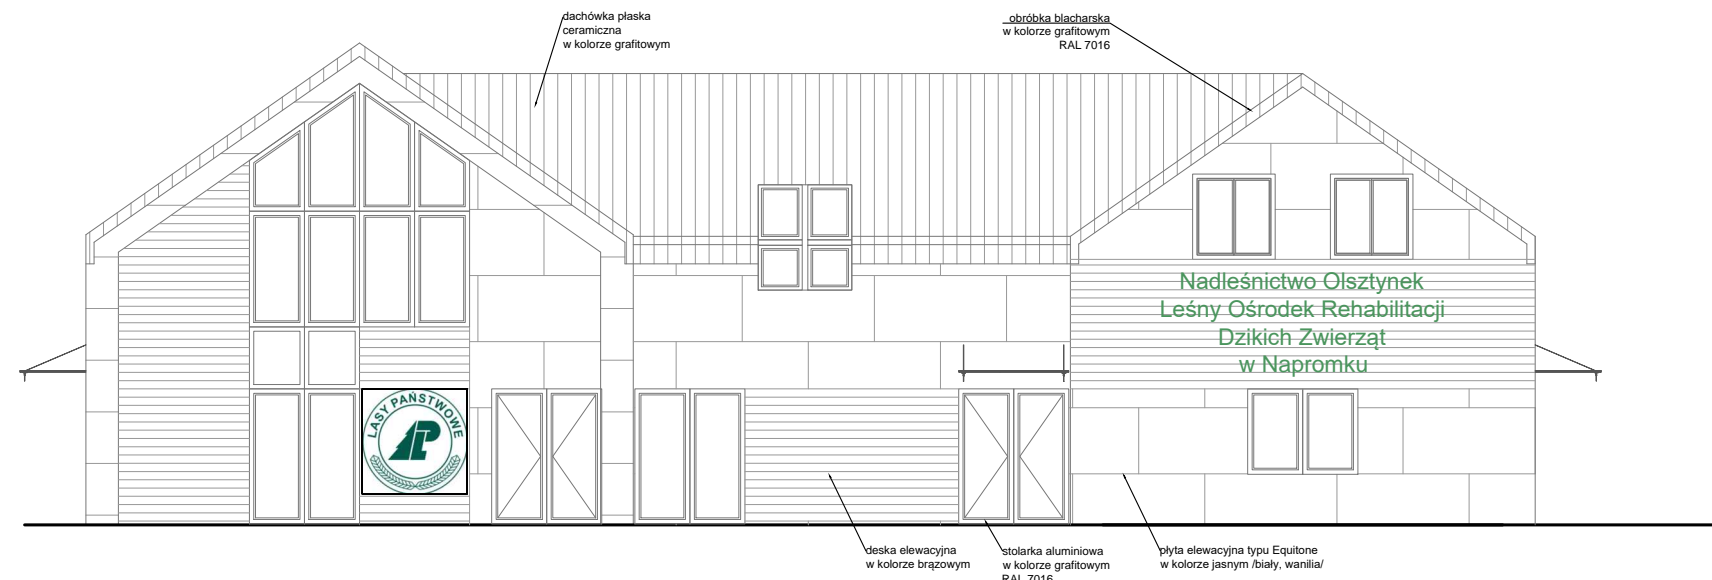 dachówka płaska
ceramiczna
w kolorze grafitowym
obróbka blacharska
w kolorze grafitowym
RAL 7016
Nadleśnictwo Olsztynek
Leśny Ośrodek Rehabilitacji
Dzikich Zwierząt
w Napromku
LASY PAŃSTWOWE
LP
deska elewacyjna
w kolorze brązowym
stolarka aluminiowa
w kolorze grafitowym
RAL 7016
płyta elewacyjna typu Equitone
w kolorze jasnym /biały, wanilia/